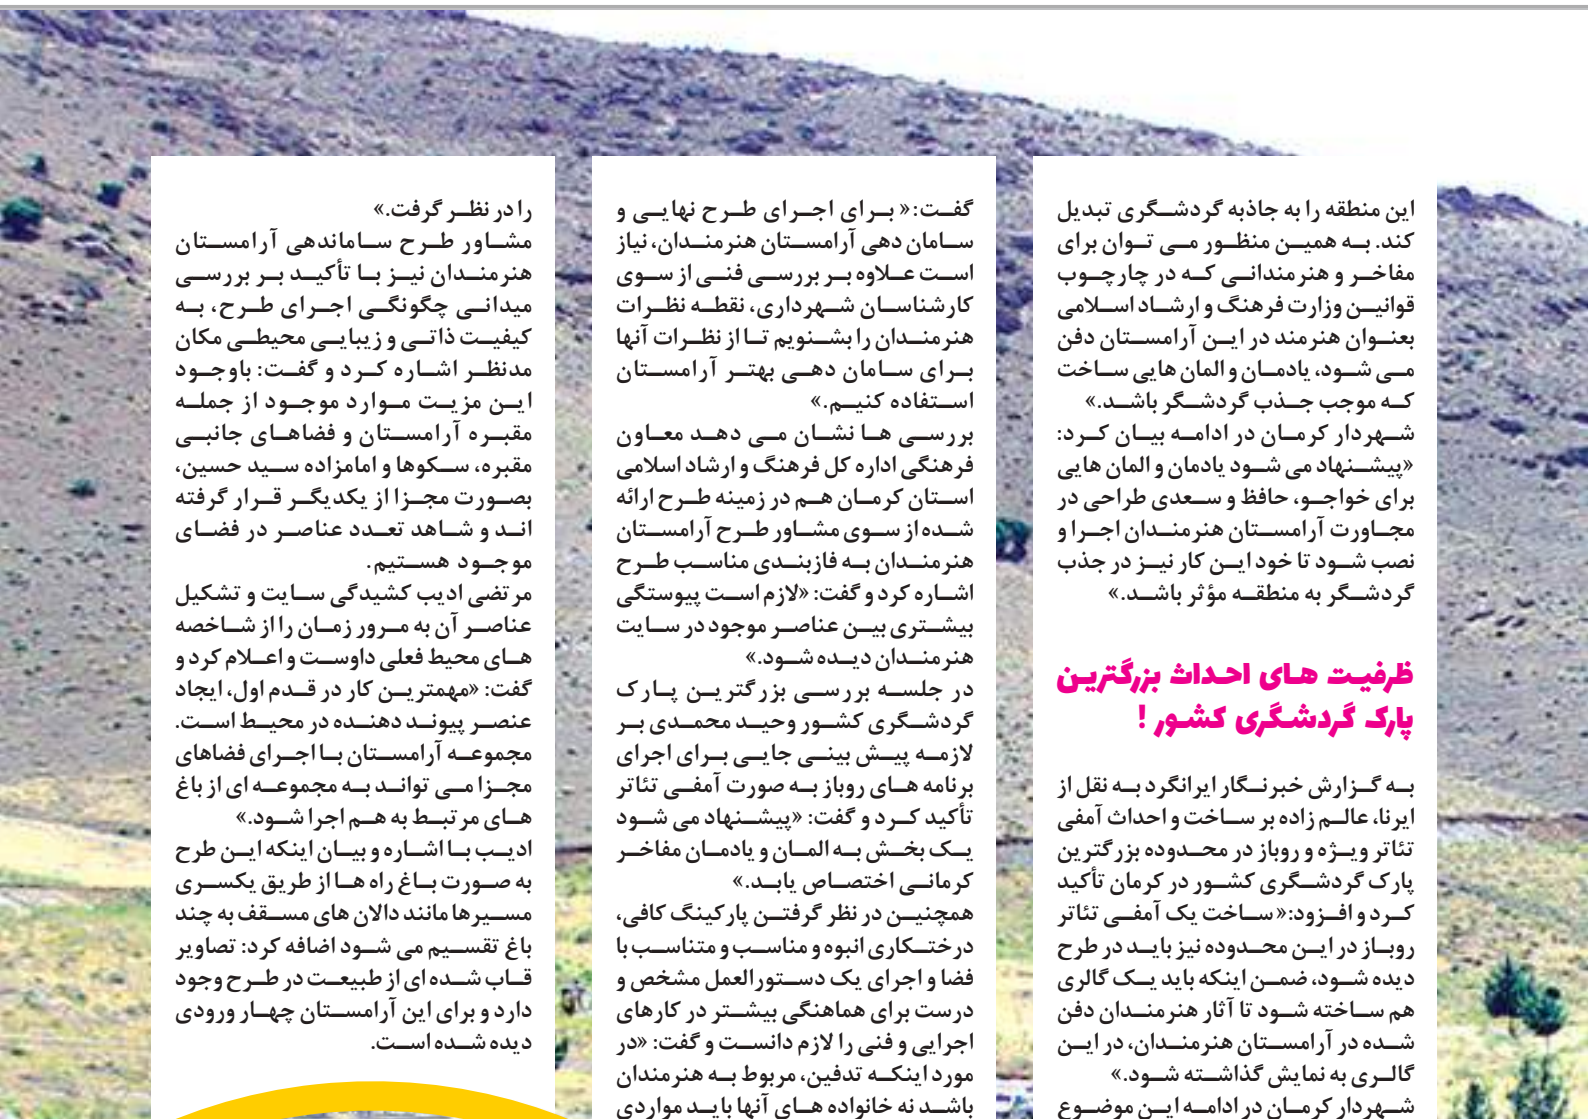 این منطقه را به جاذبه گردشگری تبدیل
کند. به همین منظور می توان برای
مفاخر و هنرمندانی که در چارچوب
قوانین وزارت فرهنگ و ارشاد اسلامی
بعنوان هنرمند در این آرامستان دفن
می شود، یادمان و المان هایی ساخت
که موجب جذب گردشگر باشد.»
شهردار کرمان در ادامه بیان کرد:
«پیشنهاد می شود یادمان و المان هایی
برای خواجو، حافظ و سعدی طراحی در
مجاورت آرامستان هنرمندان اجرا و
نصب شود تا خود این کار نیز در جذب
گردشگر به منطقه مؤثر باشد.»
ظرفیت های احداث بزرگترین
پارک گردشگری کشور !
به گزارش خبرنگار ایرانگرد به نقل از
ایرنا، عالم زاده بر ساخت و احداث آمفی
تئاتر ویژه و روباز در محدوده بزرگترین
پارک گردشگری کشور در کرمان تأکید
کرد و افزود:« ساخت یک آمفی تئاتر
روباز در این محدوده نیز باید در طرح
دیده شود، ضمن اینکه باید یک گالری
هم ساخته شود تا آثار هنرمندان دفن
شده در آرامستان هنرمندان، در این
گالری به نمایش گذاشته شود.»
شهردار کرمان در ادامه این موضوع
گفت:« برای اجرای طرح نهایی و
سامان دهی آرامستان هنرمندان، نیاز
است علاوه بر بررسی فنی از سوی
کارشناسان شهرداری، نقطه نظرات
هنرمندان را بشنویم تا از نظرات آنها
برای سامان دهی بهتر آرامستان
استفاده کنیم.»
بررسی ها نشان می دهد معاون
فرهنگی اداره کل فرهنگ و ارشاد اسلامی
استان کرمان هم در زمینه طرح ارائه
شده از سوی مشاور طرح آرامستان
هنرمندان به فازبندی مناسب طرح
اشاره کرد و گفت: «لازم است پیوستگی
بیشتری بین عناصر موجود در سایت
هنرمندان دیده شود.»
در جلسه بررسی بزرگترین پارک
گردشگری کشور وحید محمدی بر
لازمه پیش بینی جایی برای اجرای
برنامه های روباز به صورت آمفی تئاتر
تأکید کرد و گفت: «پیشنهاد می شود
یک بخش به المان و یادمان مفاخر
کرمانی اختصاص یابد.»
همچنین در نظر گرفتن پارکینگ کافی،
درختکاری انبوه و مناسب و متناسب با
فضا و اجرای یک دستورالعمل مشخص و
درست برای هماهنگی بیشتر در کارهای
اجرایی و فنی را لازم دانست و گفت: «در
مورد اینکه تدفین، مربوط به هنرمندان
باشد نه خانواده های آنها باید مواردی
را در نظر گرفت.»
مشاور طرح ساماندهی آرامستان
هنرمندان نیز با تأکید بر بررسی
میدانی چگونگی اجرای طرح، به
کیفیت ذاتی و زیبایی محیطی مکان
مدنظر اشاره کرد و گفت: باوجود
این مزیت موارد موجود از جمله
مقبره آرامستان و فضاهای جانبی
مقبره، سکوها و امامزاده سید حسین،
بصورت مجزا از یکدیگر قرار گرفته
اند و شاهد تعدد عناصر در فضای
موجود هستیم.
مرتضی ادیب کشیدگی سایت و تشکیل
عناصر آن به مرور زمان را از شاخصه
های محیط فعلی داوست و اعلام کرد و
گفت: «مهمترین کار در قدم اول، ایجاد
عنصر پیوند دهنده در محیط است.
مجموعه آرامستان با اجرای فضاهای
مجزا می تواند به مجموعه ای از باغ
های مرتبط به هم اجرا شود.»
ادیب با اشاره و بیان اینکه این طرح
به صورت باغ راه ها از طریق یکسری
مسیرها مانند دالان های مسقف به چند
باغ تقسیم می شود اضافه کرد: تصاویر
قاب شده ای از طبیعت در طرح وجود
دارد و برای این آرامستان چهار ورودی
دیده شده است.